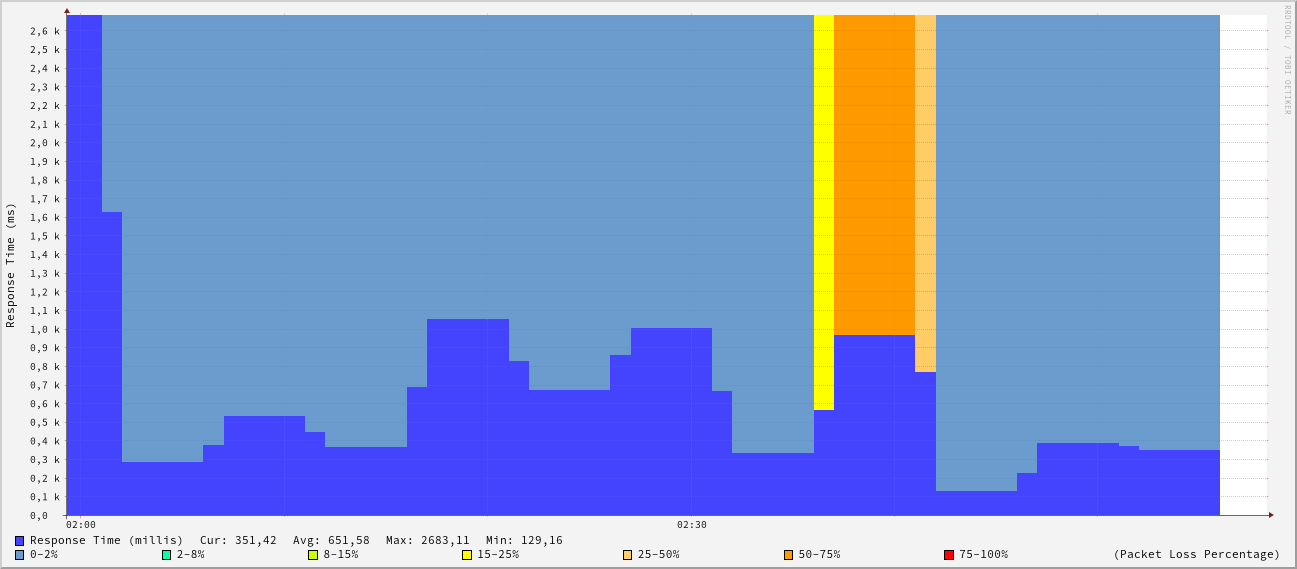 RRDTOOL / TOBI OETIKER
Response Time (ms)
2,6 k
2,5 k
2,4 k
2,3 k
2,2 k
2,1 k
2,0 k
1,9 k
1,8 k
1,7 k
1,6 k
1,5 k
1,4 k
1,3 k
1,2 k
1,1 k
1,0 k
0,9 k
0,8 k
0,7 k
0,6 k
0,5 k
0,4 k
0,3 k
0,2 k
0,1 k
0,0
02:00 02:30
Response Time (millis) Cur: 351,42 Avg: 651,58 Max: 2683,11 Min: 129,16
0-2% 2-8% 8-15% 15-25% 25-50% 50-75% 75-100% (Packet Loss Percentage)